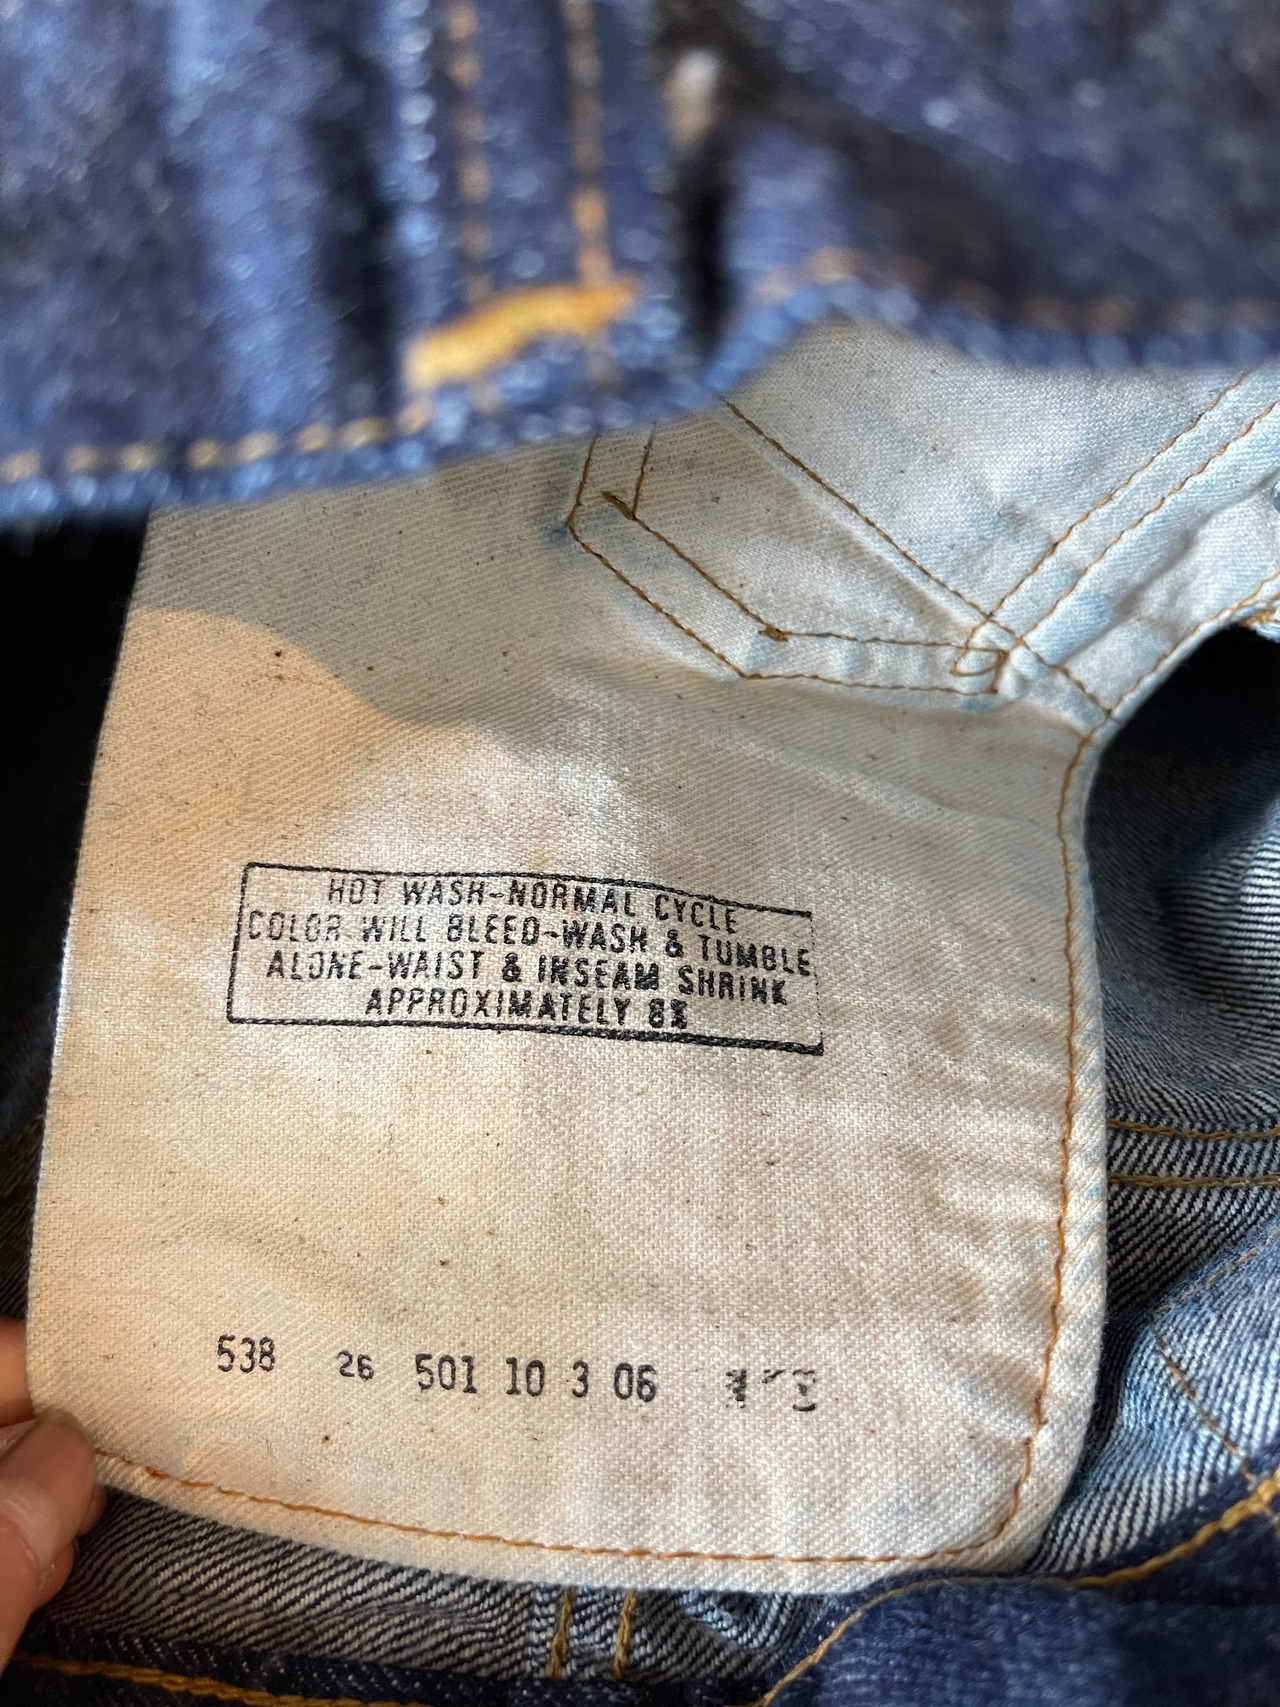 HOT WASH-NORMAL CYCLE
COLOR WILL BLEED-WASH & TUMBLE
ALONE-WAIST & INSEAM SHRINK
APPROXIMATELY 8%
538 26 501 10 3 06